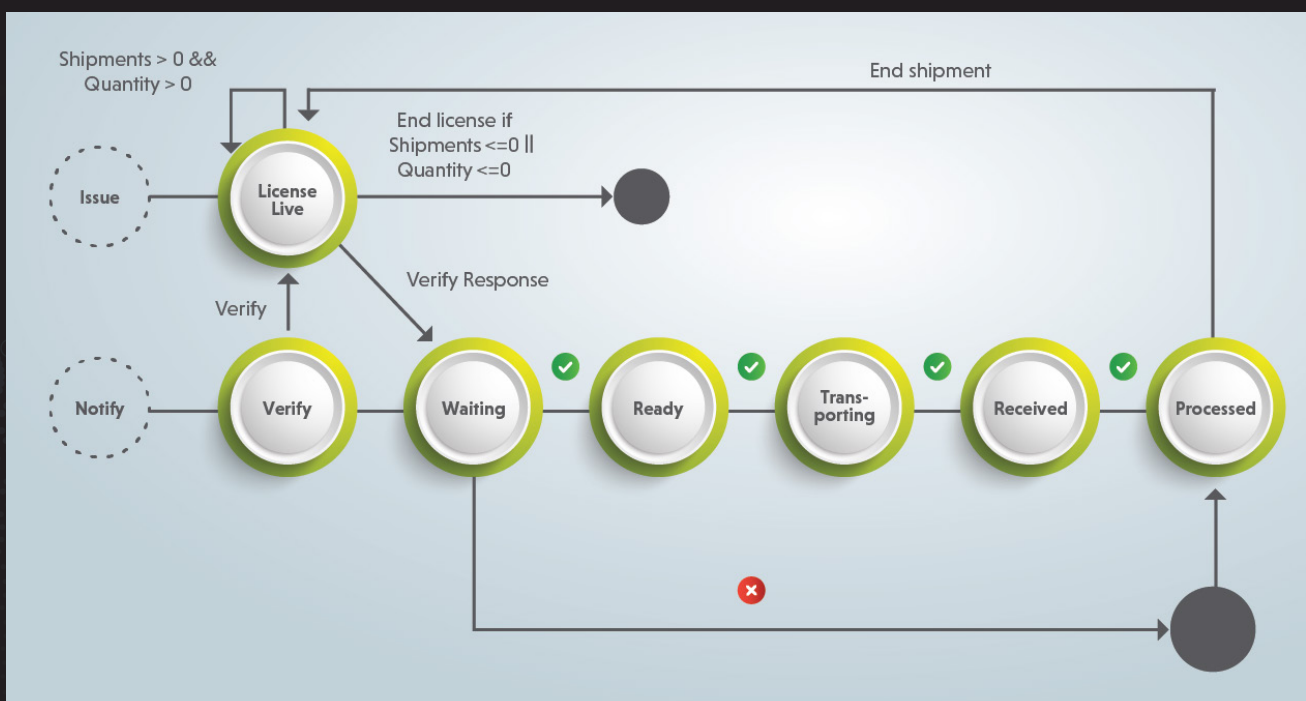 Shipments > 0 &&
Quantity > 0
End shipment
End license if
Shipments <=0 ||
Quantity <=0
Issue
License
Live
Verify Response
Verify
Notify
Verify
Waiting
Ready
Trans-
porting
Received
Processed